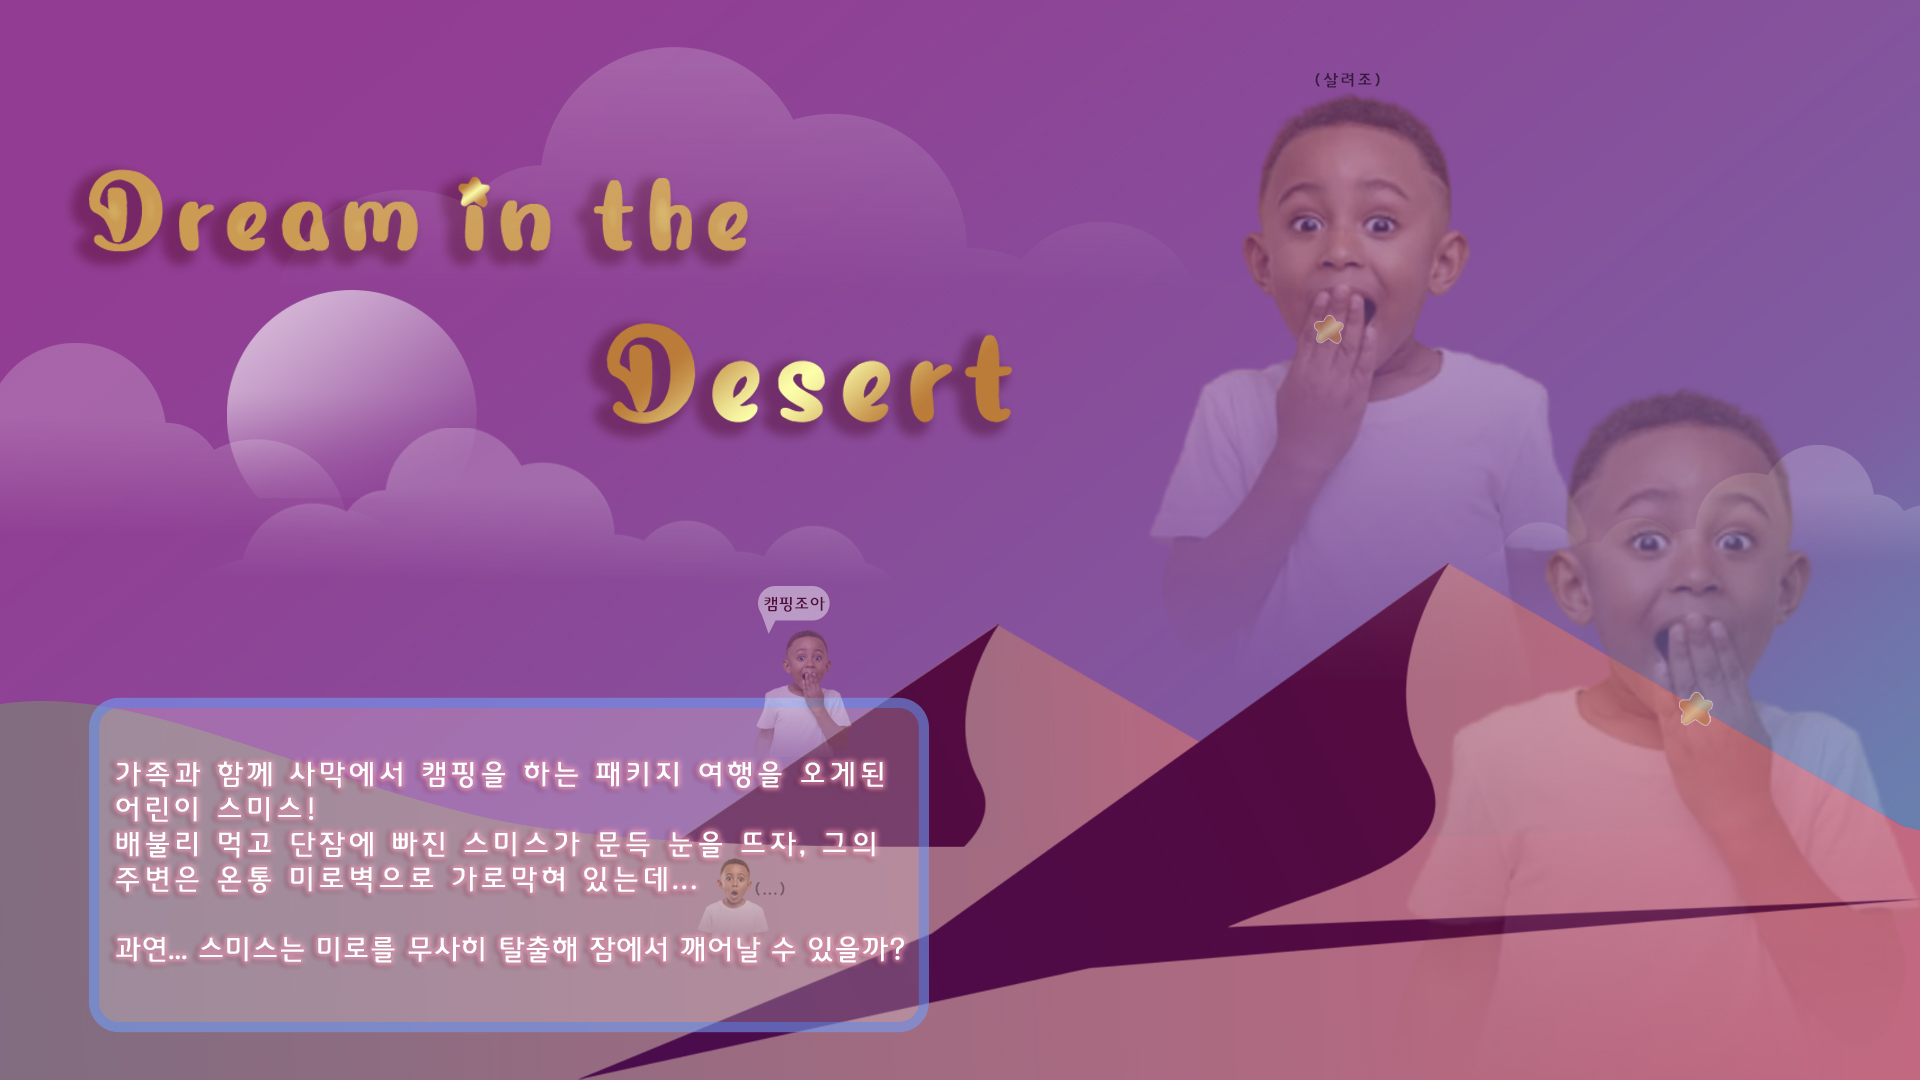 (살려조)
Dream in the
Desert
캠핑조아
가족과 함께 사막에서 캠핑을 하는 패키지 여행을 오게된
어린이 스미스!
배불리 먹고 단잠에 빠진 스미스가 문득 눈을 뜨자, 그의
주변은 온통 미로벽으로 가로막혀 있는데...
(...)
과연... 스미스는 미로를 무사히 탈출해 잠에서 깨어날 수 있을까?